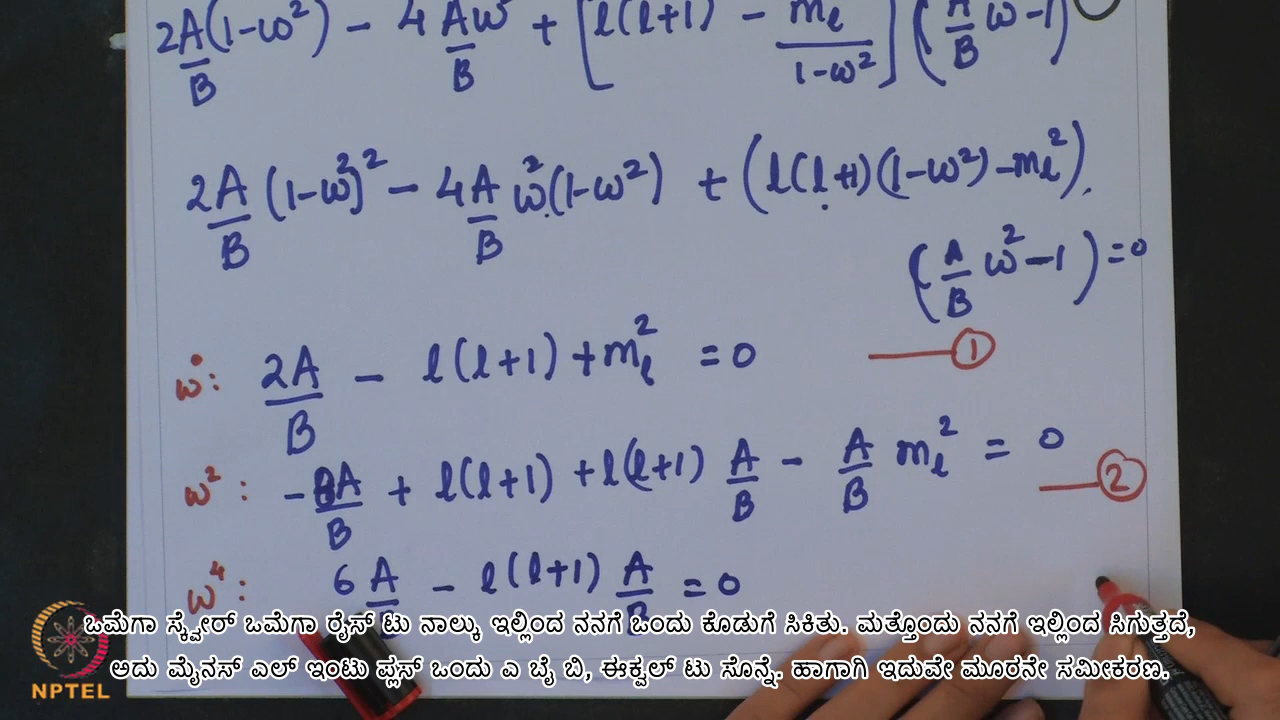 2A/B (1-ω²) - 4A/B ω + [l(l+1) - mₗ/(1-ω²)] (A/B ω-1)
2A/B (1-ω²)² - 4A/B ω²(1-ω²) + (l(l+1)(1-ω²)-mₗ²).
(A/B ω²-1) = 0
ω⁰: 2A/B - l(l+1) + mₗ² = 0 —①
ω²: -8A/B + l(l+1) + l(l+1) A/B - A/B mₗ² = 0 —②
ω⁴: 6A/B - l(l+1) A/B = 0
ಒಮೆಗಾ ಸ್ಕ್ವೇರ್ ಒಮೆಗಾ ರೈಸ್ ಟು ನಾಲ್ಕು ಇಲ್ಲಿಂದ ನನಗೆ ಒಂದು ಕೊಡುಗೆ ಸಿಕಿತು. ಮತ್ತೊಂದು ನನಗೆ ಇಲ್ಲಿಂದ ಸಿಗುತ್ತದೆ,
ಅದು ಮೈನಸ್ ಎಲ್ ಇಂಟು ಪ್ಲಸ್ ಒಂದು ಎ ಬೈ ಬಿ, ಈಕ್ವಲ್ ಟು ಸೊನ್ನೆ. ಹಾಗಾಗಿ ಇದುವೇ ಮೂರನೇ ಸಮೀಕರಣ.
NPTEL